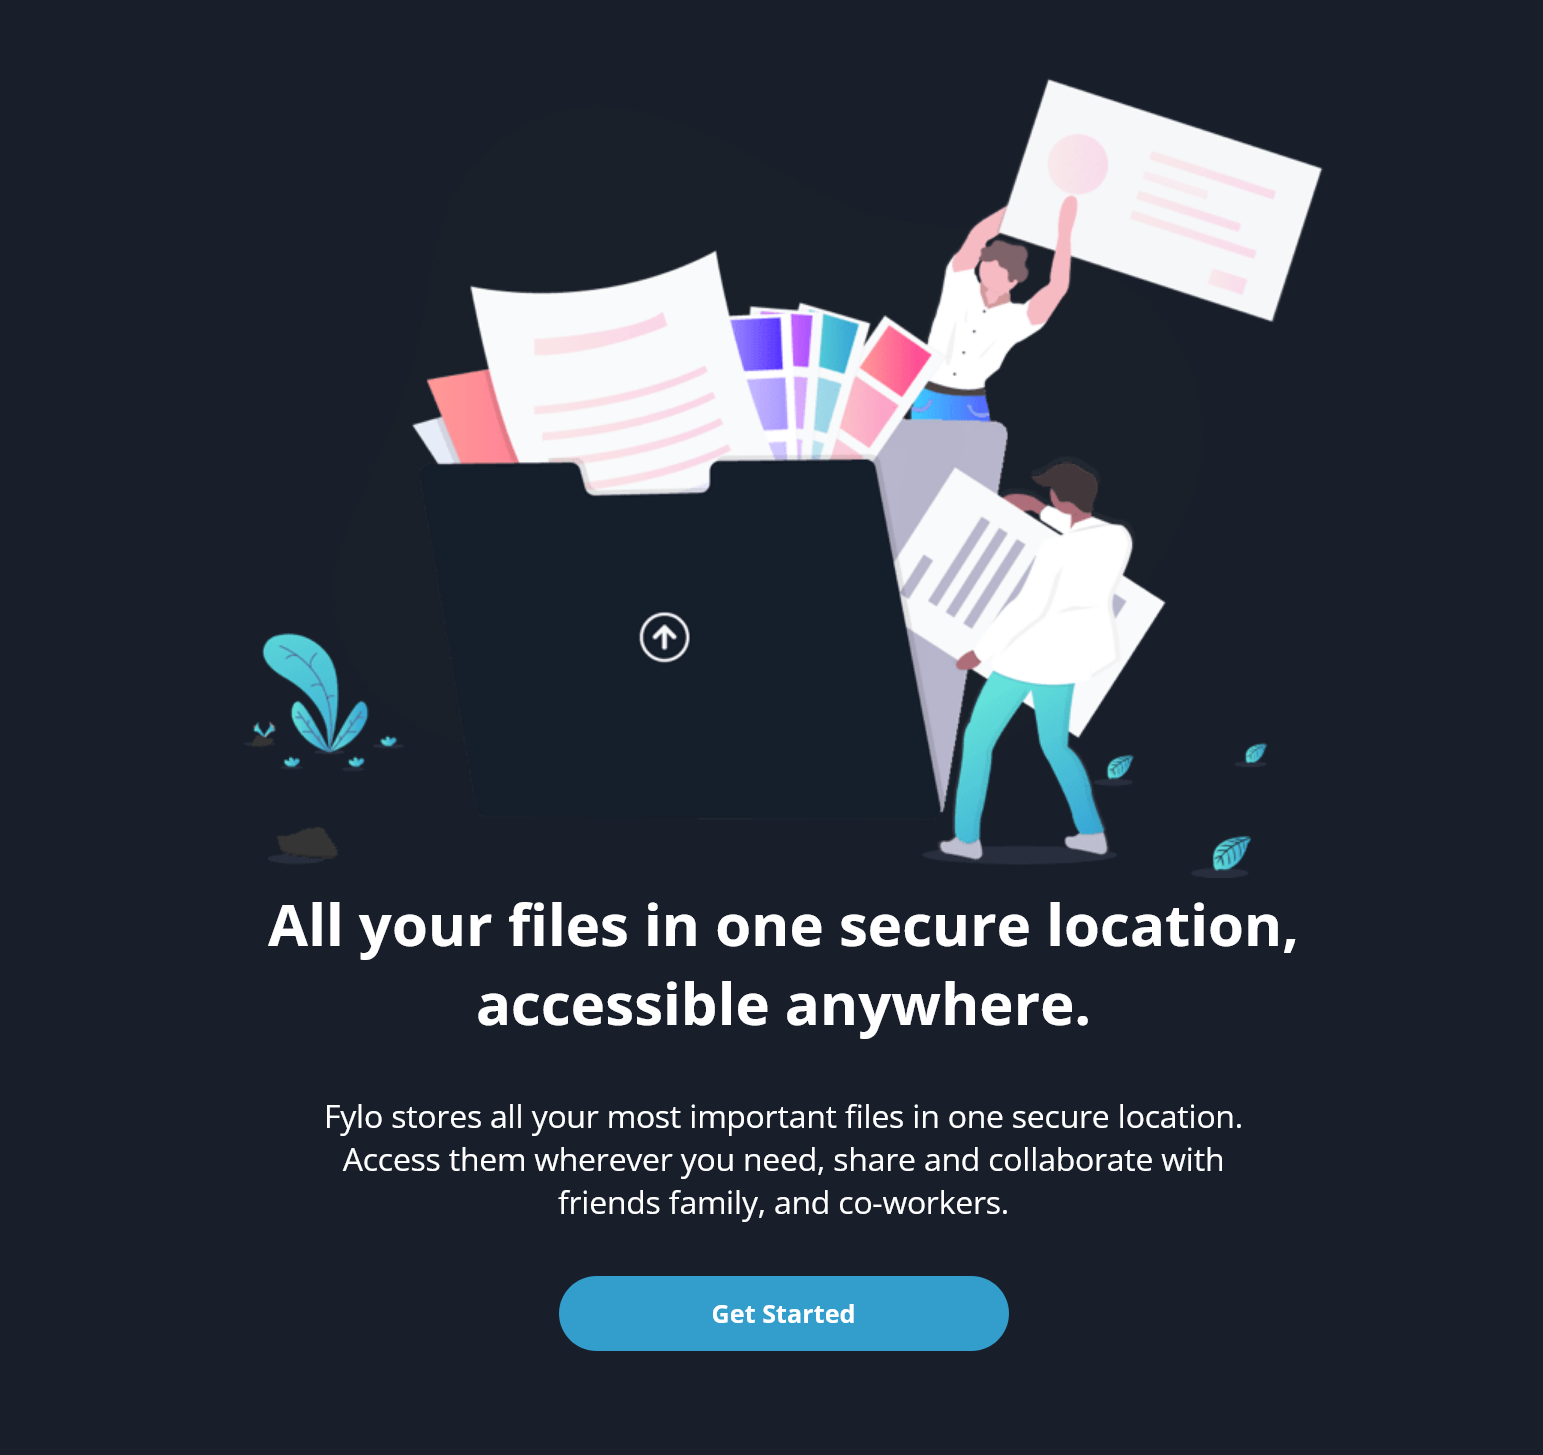 All your files in one secure location,
accessible anywhere.
Fylo stores all your most important files in one secure location.
Access them wherever you need, share and collaborate with
friends family, and co-workers.
Get Started